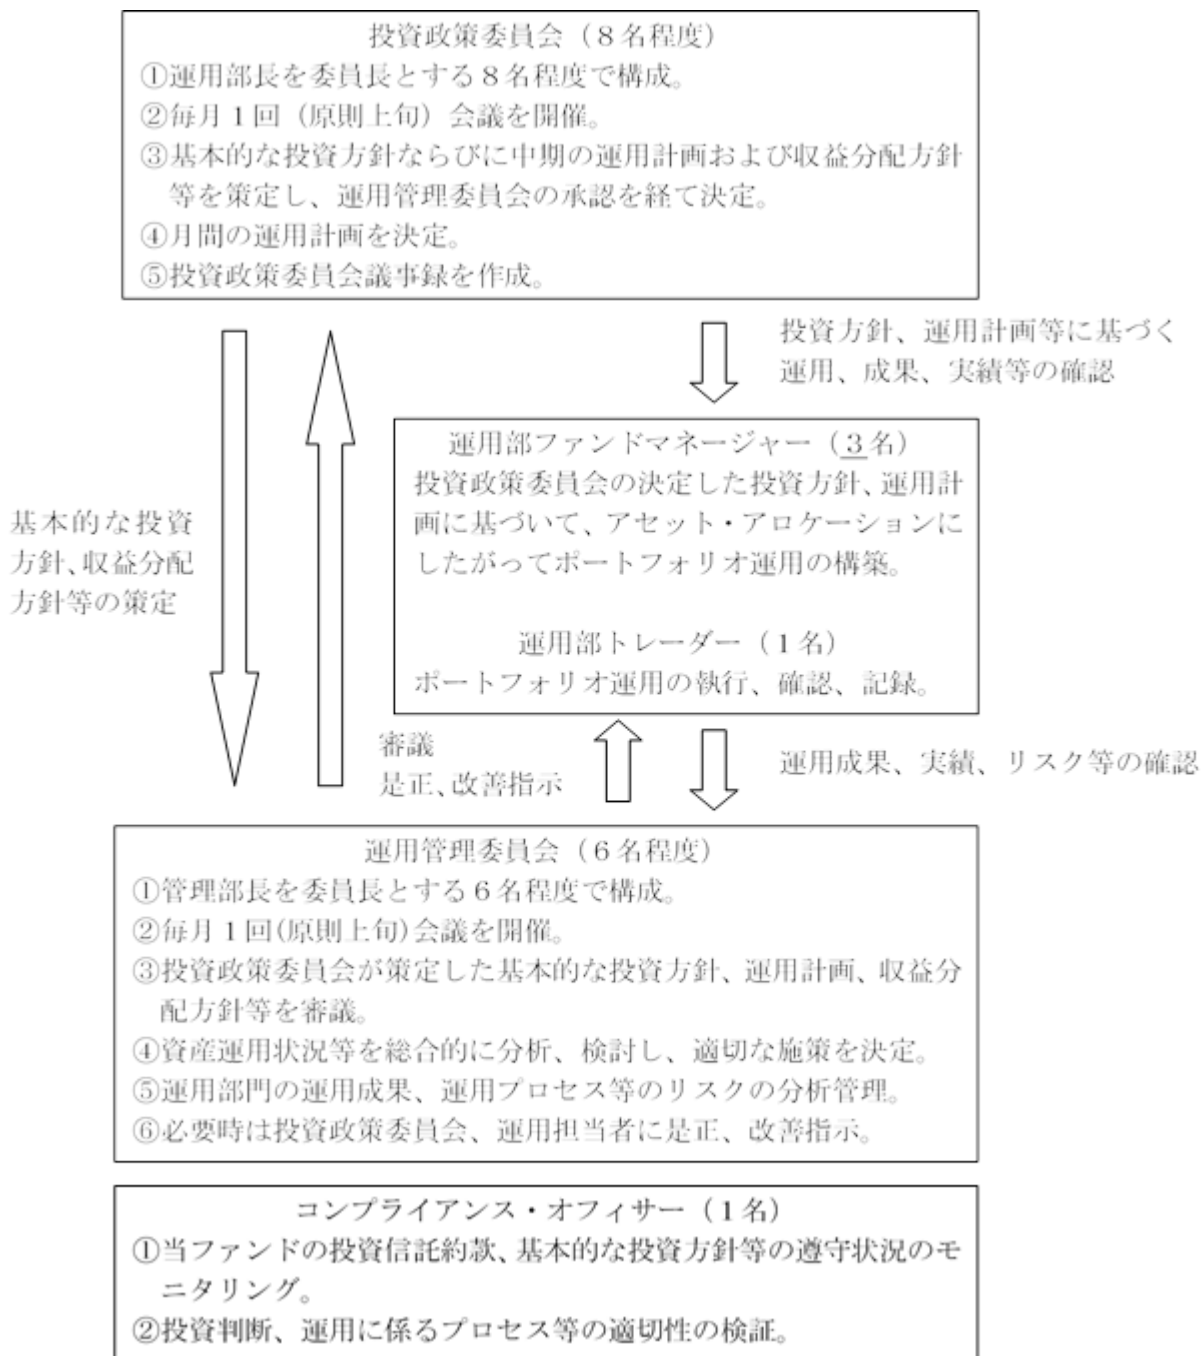 投資政策委員会（８名程度）
①運用部長を委員長とする８名程度で構成。
②毎月１回（原則上旬）会議を開催。
③基本的な投資方針ならびに中期の運用計画および収益分配方針
等を策定し、運用管理委員会の承認を経て決定。
④月間の運用計画を決定。
⑤投資政策委員会議事録を作成。
投資方針、運用計画等に基づく
運用、成果、実績等の確認
運用部ファンドマネージャー（３名）
投資政策委員会の決定した投資方針、運用計
画に基づいて、アセット・アロケーションに
したがってポートフォリオ運用の構築。
運用部トレーダー（１名）
ポートフォリオ運用の執行、確認、記録。
基本的な投資
方針、収益分配
方針等の策定
審議
是正、改善指示
運用成果、実績、リスク等の確認
運用管理委員会（６名程度）
①管理部長を委員長とする６名程度で構成。
②毎月１回(原則上旬)会議を開催。
③投資政策委員会が策定した基本的な投資方針、運用計画、収益分
配方針等を審議。
④資産運用状況等を総合的に分析、検討し、適切な施策を決定。
⑤運用部門の運用成果、運用プロセス等のリスクの分析管理。
⑥必要時は投資政策委員会、運用担当者に是正、改善指示。
コンプライアンス・オフィサー（１名）
①当ファンドの投資信託約款、基本的な投資方針等の遵守状況のモ
ニタリング。
②投資判断、運用に係るプロセス等の適切性の検証。